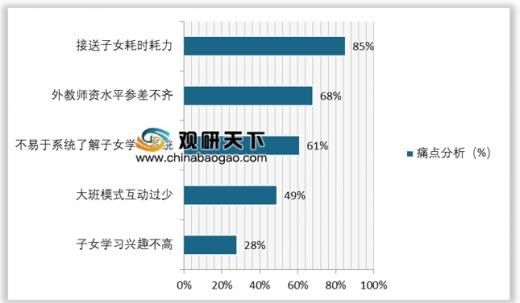 接送子女耗时耗力
85%
外教师资水平参差不齐
68%
不易于系统了解子女学
61%
大班模式互动过少
49%
子女学习兴趣不高
28%
0%
20%
40%
60%
80%
100%
痛点分析（%）
观研天下
www.chinabaogao.com